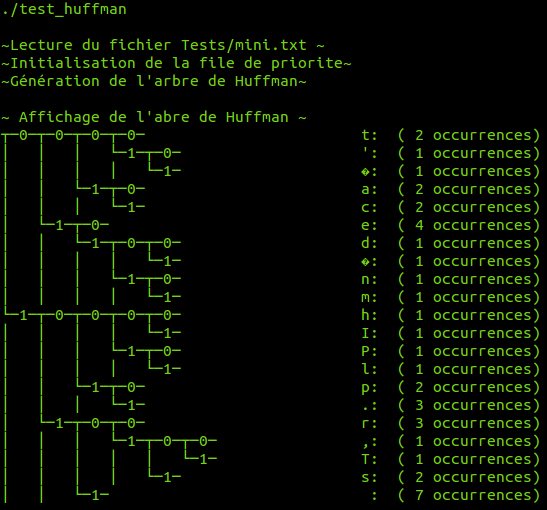 ./test_huffman
~Lecture du fichier Tests/mini.txt ~
~Initialisation de la file de priorite~
~Génération de l'arbre de Huffman~
~ Affichage de l'abre de Huffman ~
┬─0─┬─0─┬─0─┬─0─ t: ( 2 occurrences)
│   │   │   └─1─┬─0─ ': ( 1 occurrences)
│   │   │   │   └─1─ �: ( 1 occurrences)
│   │   └─1─┬─0─ a: ( 2 occurrences)
│   │   │   └─1─ c: ( 2 occurrences)
│   └─1─┬─0─ e: ( 4 occurrences)
│   │   └─1─┬─0─┬─0─ d: ( 1 occurrences)
│   │   │   │   └─1─ �: ( 1 occurrences)
│   │   │   └─1─┬─0─ n: ( 1 occurrences)
│   │   │   │   └─1─ m: ( 1 occurrences)
└─1─┬─0─┬─0─┬─0─┬─0─ h: ( 1 occurrences)
│   │   │   │   └─1─ I: ( 1 occurrences)
│   │   │   └─1─┬─0─ P: ( 1 occurrences)
│   │   │   │   └─1─ l: ( 1 occurrences)
│   │   └─1─┬─0─ p: ( 2 occurrences)
│   │   │   └─1─ .: ( 3 occurrences)
│   └─1─┬─0─┬─0─ r: ( 3 occurrences)
│   │   │   └─1─┬─0─┬─0─ ,: ( 1 occurrences)
│   │   │   │   │   └─1─ T: ( 1 occurrences)
│   │   │   │   └─1─ s: ( 2 occurrences)
│   │   └─1─  : ( 7 occurrences)